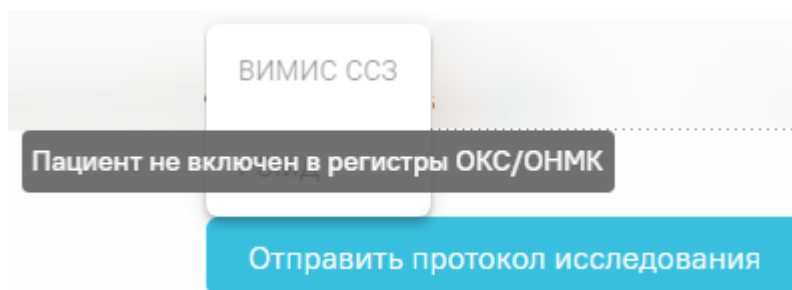 ВИМИС ССЗ
Пациент не включен в регистры ОКС/ОНМК
Отправить протокол исследования